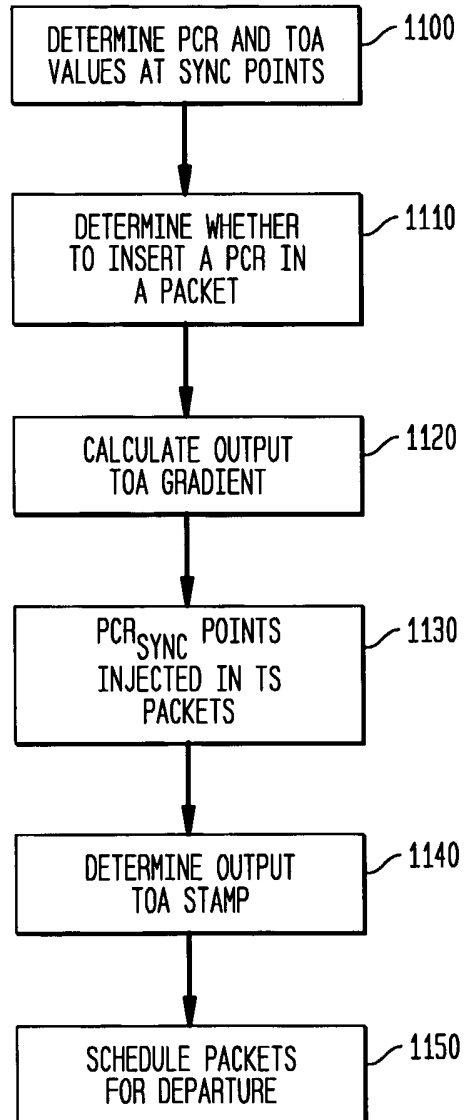 DETERMINE PCR AND TOA
VALUES AT SYNC POINTS
1100
DETERMINE WHETHER
TO INSERT A PCR IN
A PACKET
1110
CALCULATE OUTPUT
TOA GRADIENT
1120
PCRSYNC POINTS
INJECTED IN TS
PACKETS
1130
DETERMINE OUTPUT
TOA STAMP
1140
SCHEDULE PACKETS
FOR DEPARTURE
1150